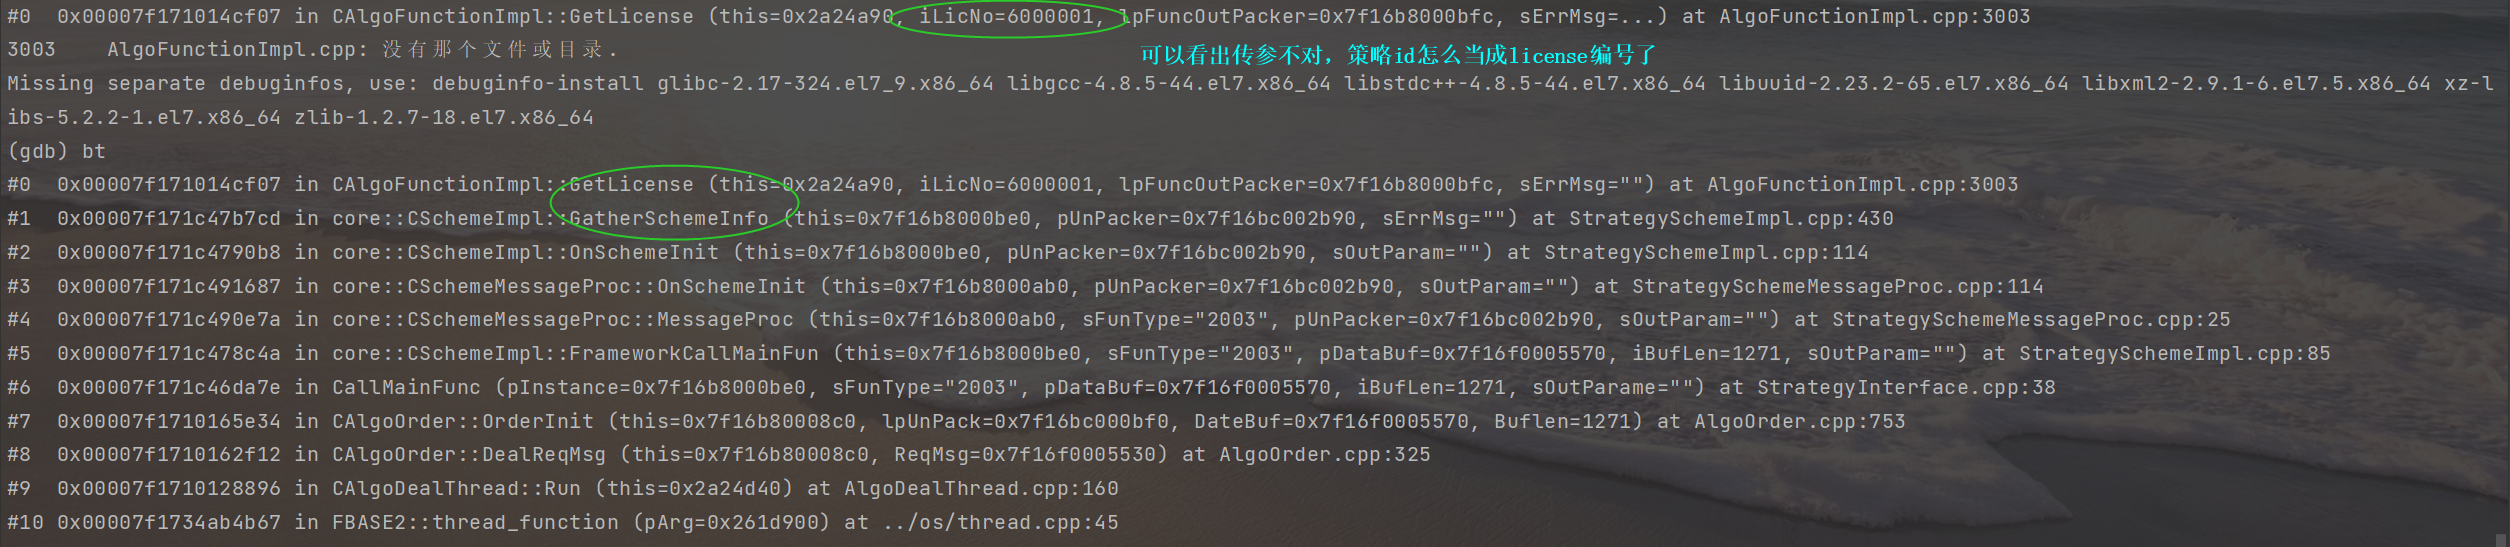 #0  0x00007f171014cf07 in CAlgoFunctionImpl::GetLicense (this=0x2a24a90, iLicNo=6000001, lpFuncOutPacker=0x7f16b8000bfc, sErrMsg=...) at AlgoFunctionImpl.cpp:3003
3003    AlgoFunctionImpl.cpp: 没有那个文件或目录.
可以看出传参不对，策略id怎么当成license编号了
Missing separate debuginfos, use: debuginfo-install glibc-2.17-324.el7_9.x86_64 libgcc-4.8.5-44.el7.x86_64 libstdc++-4.8.5-44.el7.x86_64 libuuid-2.23.2-65.el7.x86_64 libxml2-2.9.1-6.el7.5.x86_64 xz-l
ibs-5.2.2-1.el7.x86_64 zlib-1.2.7-18.el7.x86_64
(gdb) bt
#0  0x00007f171014cf07 in CAlgoFunctionImpl::GetLicense (this=0x2a24a90, iLicNo=6000001, lpFuncOutPacker=0x7f16b8000bfc, sErrMsg="") at AlgoFunctionImpl.cpp:3003
#1  0x00007f171c47b7cd in core::CSchemeImpl::GatherSchemeInfo (this=0x7f16b8000be0, pUnPacker=0x7f16bc002b90, sErrMsg="") at StrategySchemeImpl.cpp:430
#2  0x00007f171c4790b8 in core::CSchemeImpl::OnSchemeInit (this=0x7f16b8000be0, pUnPacker=0x7f16bc002b90, sOutParam="") at StrategySchemeImpl.cpp:114
#3  0x00007f171c491687 in core::CSchemeMessageProc::OnSchemeInit (this=0x7f16b8000ab0, pUnPacker=0x7f16bc002b90, sOutParam="") at StrategySchemeMessageProc.cpp:114
#4  0x00007f171c490e7a in core::CSchemeMessageProc::MessageProc (this=0x7f16b8000ab0, sFunType="2003", pUnPacker=0x7f16bc002b90, sOutParam="") at StrategySchemeMessageProc.cpp:25
#5  0x00007f171c478c4a in core::CSchemeImpl::FrameworkCallMainFun (this=0x7f16b8000be0, sFunType="2003", pDataBuf=0x7f16f0005570, iBufLen=1271, sOutParam="") at StrategySchemeImpl.cpp:85
#6  0x00007f171c46da7e in CallMainFunc (pInstance=0x7f16b8000be0, sFunType="2003", pDataBuf=0x7f16f0005570, iBufLen=1271, sOutParame="") at StrategyInterface.cpp:38
#7  0x00007f1710165e34 in CAlgoOrder::OrderInit (this=0x7f16b80008c0, lpUnPack=0x7f16bc000bf0, DateBuf=0x7f16f0005570, Buflen=1271) at AlgoOrder.cpp:753
#8  0x00007f1710162f12 in CAlgoOrder::DealReqMsg (this=0x7f16b80008c0, ReqMsg=0x7f16f0005530) at AlgoOrder.cpp:325
#9  0x00007f1710128896 in CAlgoDealThread::Run (this=0x2a24d40) at AlgoDealThread.cpp:160
#10 0x00007f1734ab4b67 in FBASE2::thread_function (pArg=0x261d900) at ../os/thread.cpp:45